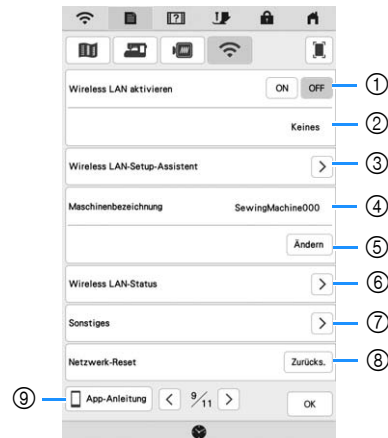 Wireless LAN aktivieren ON OFF ①
Keines ②
Wireless LAN-Setup-Assistent > ③
Maschinenbezeichnung SewingMachine000 ④
Ändern ⑤
Wireless LAN-Status > ⑥
Sonstiges > ⑦
Netzwerk-Reset Zurücks. ⑧
⑨ App-Anleitung < 9/11 > OK